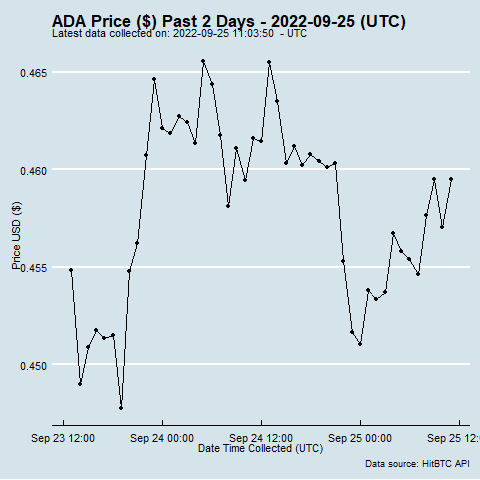 ADA Price ($) Past 2 Days - 2022-09-25 (UTC)
Latest data collected on: 2022-09-25 11:03:50  - UTC
0.465
0.460
0.455
0.450
Price USD ($)
Sep 23 12:00
Sep 24 00:00
Sep 24 12:00
Sep 25 00:00
Sep 25 12:0
Date Time Collected (UTC)
Data source: HitBTC API